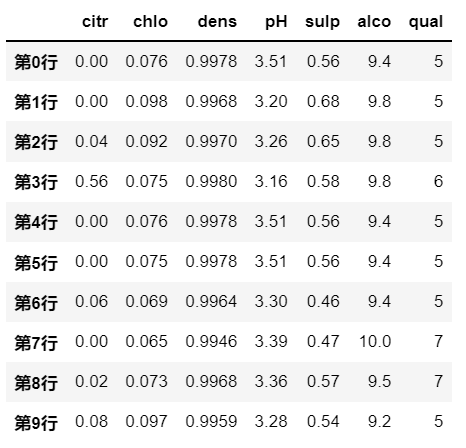 citr chlo dens pH sulp alco qual
第0行 0.00 0.076 0.9978 3.51 0.56 9.4 5
第1行 0.00 0.098 0.9968 3.20 0.68 9.8 5
第2行 0.04 0.092 0.9970 3.26 0.65 9.8 5
第3行 0.56 0.075 0.9980 3.16 0.58 9.8 6
第4行 0.00 0.076 0.9978 3.51 0.56 9.4 5
第5行 0.00 0.075 0.9978 3.51 0.56 9.4 5
第6行 0.06 0.069 0.9964 3.30 0.46 9.4 5
第7行 0.00 0.065 0.9946 3.39 0.47 10.0 7
第8行 0.02 0.073 0.9968 3.36 0.57 9.5 7
第9行 0.08 0.097 0.9959 3.28 0.54 9.2 5